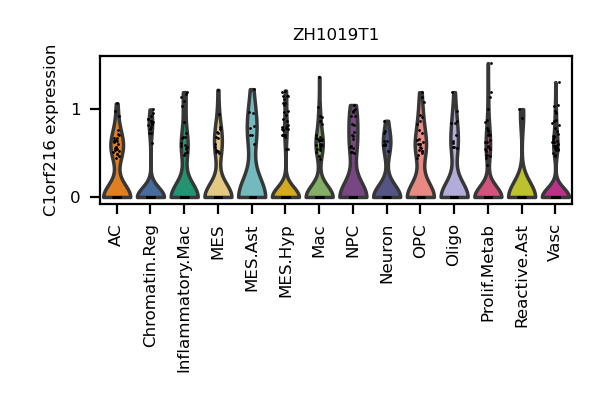 ZH1019T1
C1orf216 expression
1
0
AC
Chromatin.Reg
Inflammatory.Mac
MES
MES.Ast
MES.Hyp
Mac
NPC
Neuron
OPC
Oligo
Prolif.Metab
Reactive.Ast
Vasc